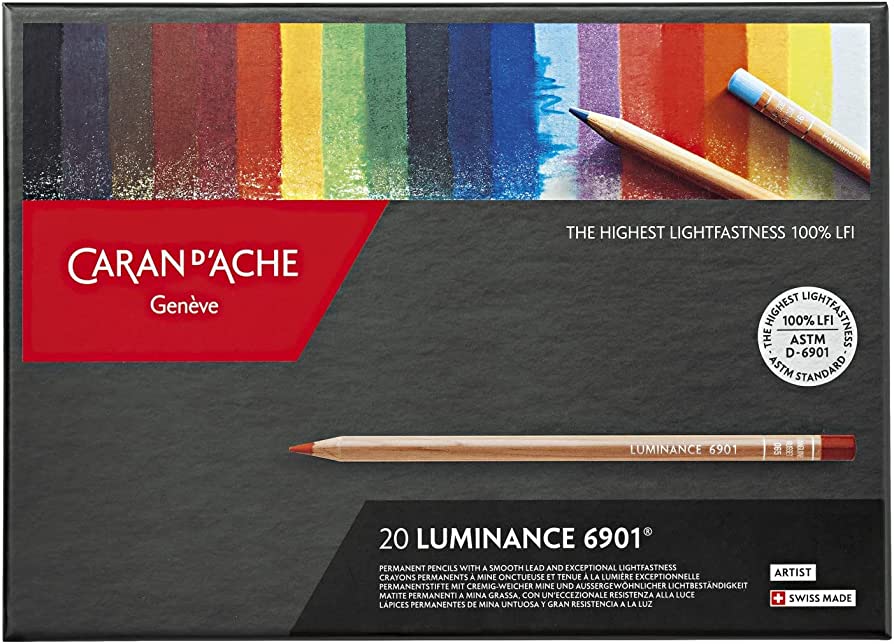 CARAN D'ACHE
Genève
THE HIGHEST LIGHTFASTNESS 100% LFI
- THE HIGHEST LIGHTFASTNESS -
100% LFI
ASTM
D-6901
ASTM STANDARD
LUMINANCE 6901
065
20 LUMINANCE 6901®
PERMANENT PENCILS WITH A SMOOTH LEAD AND EXCEPTIONAL LIGHTFASTNESS
CRAYONS PERMANENTS À MINE ONCTUEUSE ET TENUE À LA LUMIÈRE EXCEPTIONNELLE
PERMANENTSTIFTE MIT CREMIG-WEICHER MINE UND AUSSERGEWÖHNLICHER LICHTBESTÄNDIGKEIT
MATITE PERMANENTI A MINA GRASSA, CON UN'ECCEZIONALE RESISTENZA ALLA LUCE
LÁPICES PERMANENTES DE MINA UNTUOSA Y GRAN RESISTENCIA A LA LUZ
ARTIST
SWISS MADE